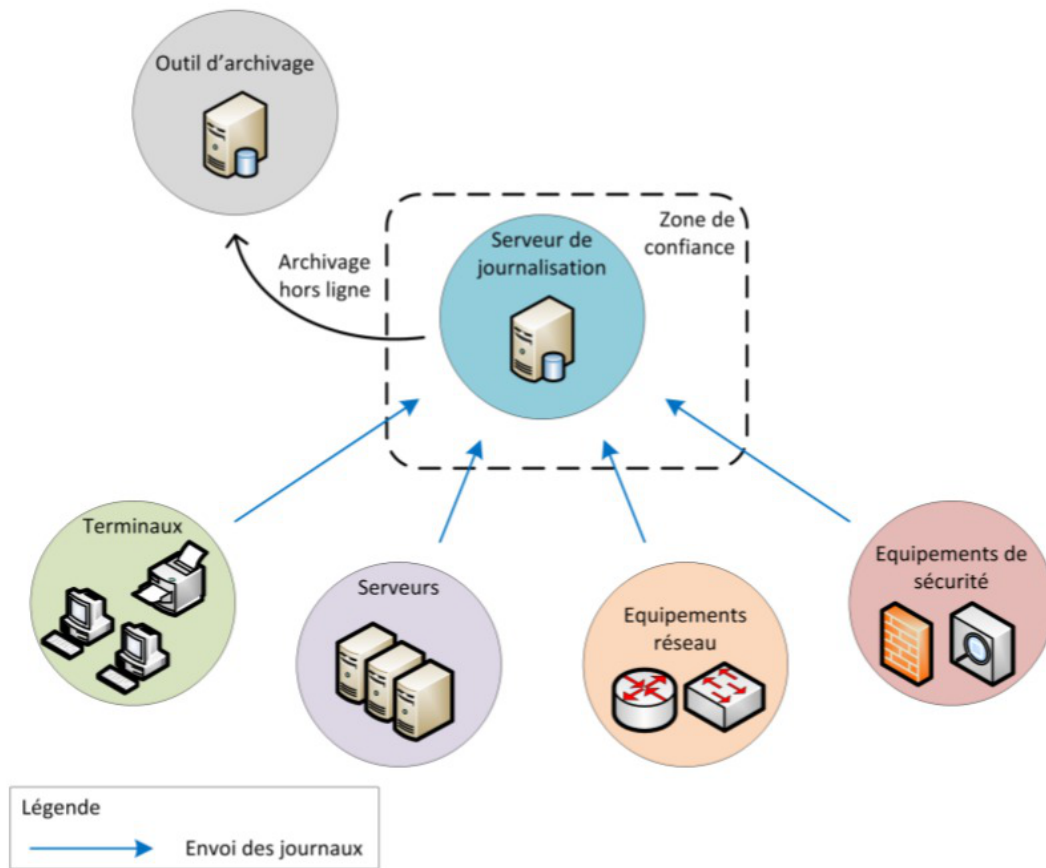 Outil d'archivage
Zone de
confiance
Serveur de
journalisation
Archivage
hors ligne
Terminaux
Serveurs
Equipements
réseau
Equipements de
sécurité
Légende
Envoi des journaux